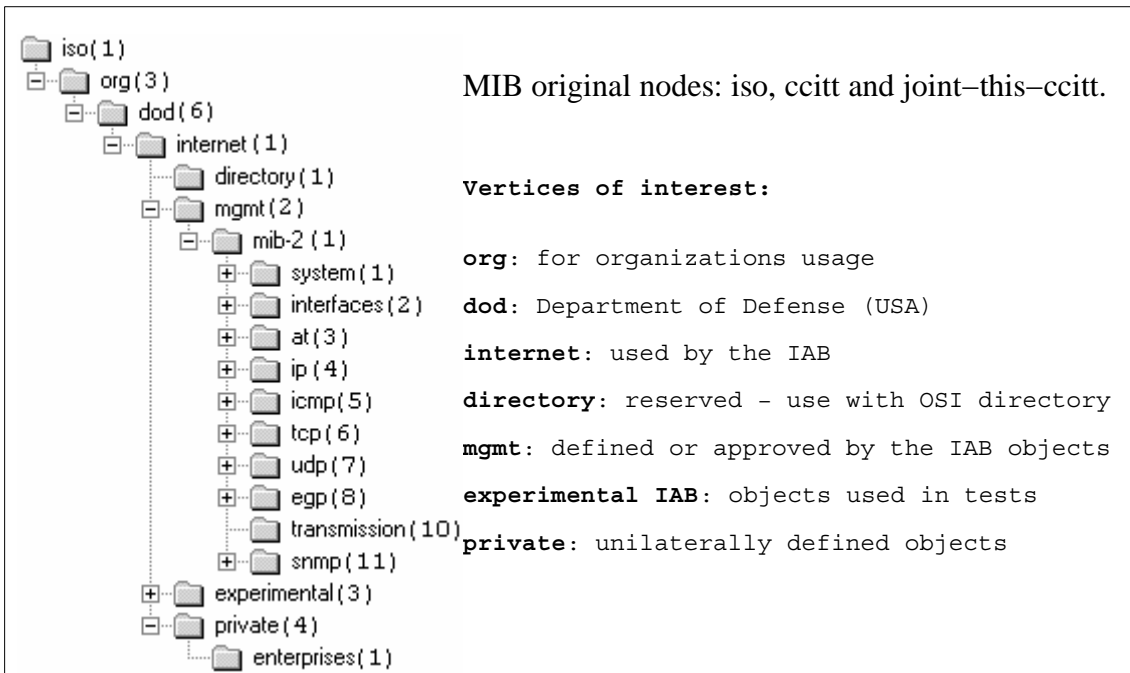 iso(1)
org(3)
dod(6)
internet(1)
directory(1)
mgmt(2)
mib-2(1)
system(1)
interfaces(2)
at(3)
ip(4)
icmp(5)
tcp(6)
udp(7)
egp(8)
transmission(10)
snmp(11)
experimental(3)
private(4)
enterprises(1)
MIB original nodes: iso, ccitt and joint−this−ccitt.
Vertices of interest:
org: for organizations usage
dod: Department of Defense (USA)
internet: used by the IAB
directory: reserved − use with OSI directory
mgmt: defined or approved by the IAB objects
experimental IAB: objects used in tests
private: unilaterally defined objects